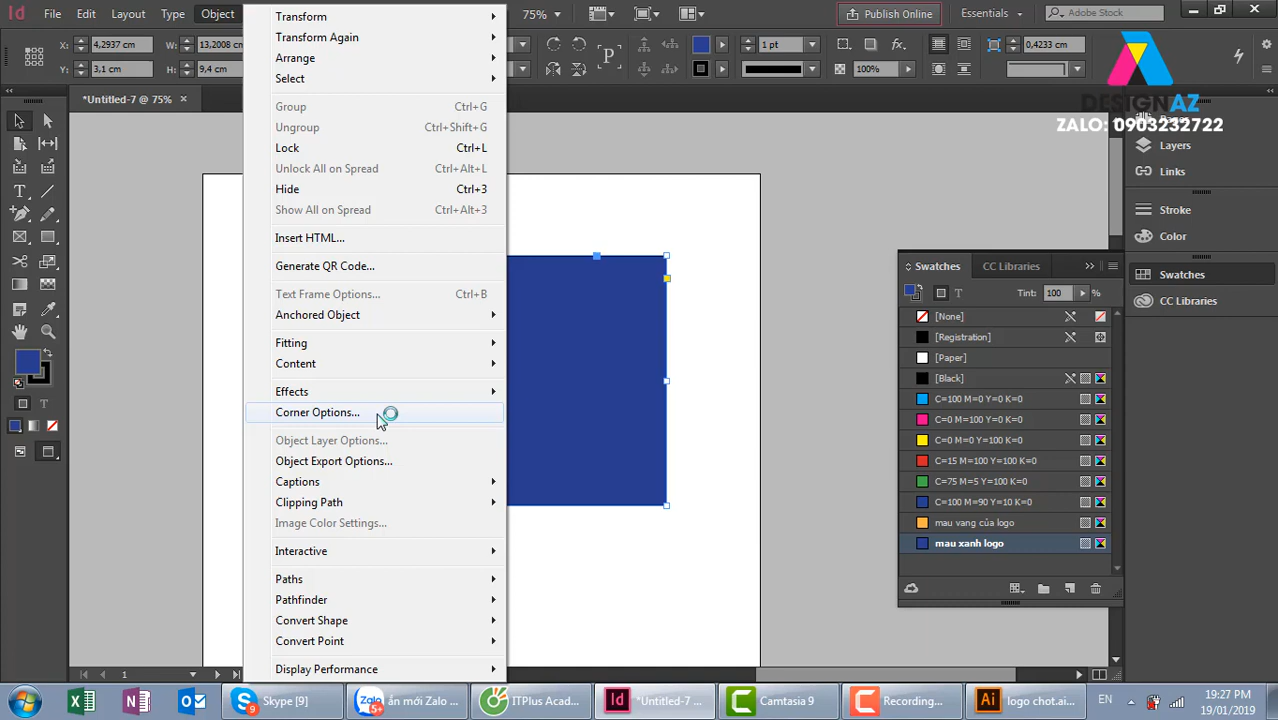 Id File Edit Layout Type Object 75% Publish Online Essentials Adobe Stock
X: 4,2937 cm W: 13,2008 cm 1 pt 0,4233 cm
Y: 3,1 cm H: 9,4 cm P 100%
*Untitled-7 @ 75%
DESIGNAZ
ZALO: 0903232722
Pages
Layers
Links
Stroke
Color
Swatches
CC Libraries
Transform
Transform Again
Arrange
Select
Group Ctrl+G
Ungroup Ctrl+Shift+G
Lock Ctrl+L
Unlock All on Spread Ctrl+Alt+L
Hide Ctrl+3
Show All on Spread Ctrl+Alt+3
Insert HTML...
Generate QR Code...
Text Frame Options... Ctrl+B
Anchored Object
Fitting
Content
Effects
Corner Options...
Object Layer Options...
Object Export Options...
Captions
Clipping Path
Image Color Settings...
Interactive
Paths
Pathfinder
Convert Shape
Convert Point
Display Performance
Swatches CC Libraries
T Tint: 100 %
[None]
[Registration]
[Paper]
[Black]
C=100 M=0 Y=0 K=0
C=0 M=100 Y=0 K=0
C=0 M=0 Y=100 K=0
C=15 M=100 Y=100 K=0
C=75 M=5 Y=100 K=0
C=100 M=90 Y=10 K=0
mau vang của logo
mau xanh logo
1
Skype [9] ắn mới Zalo ... ITPlus Acad... *Untitled-7 ... Camtasia 9 Recording... logo chot.ai... EN 19:27 PM
19/01/2019